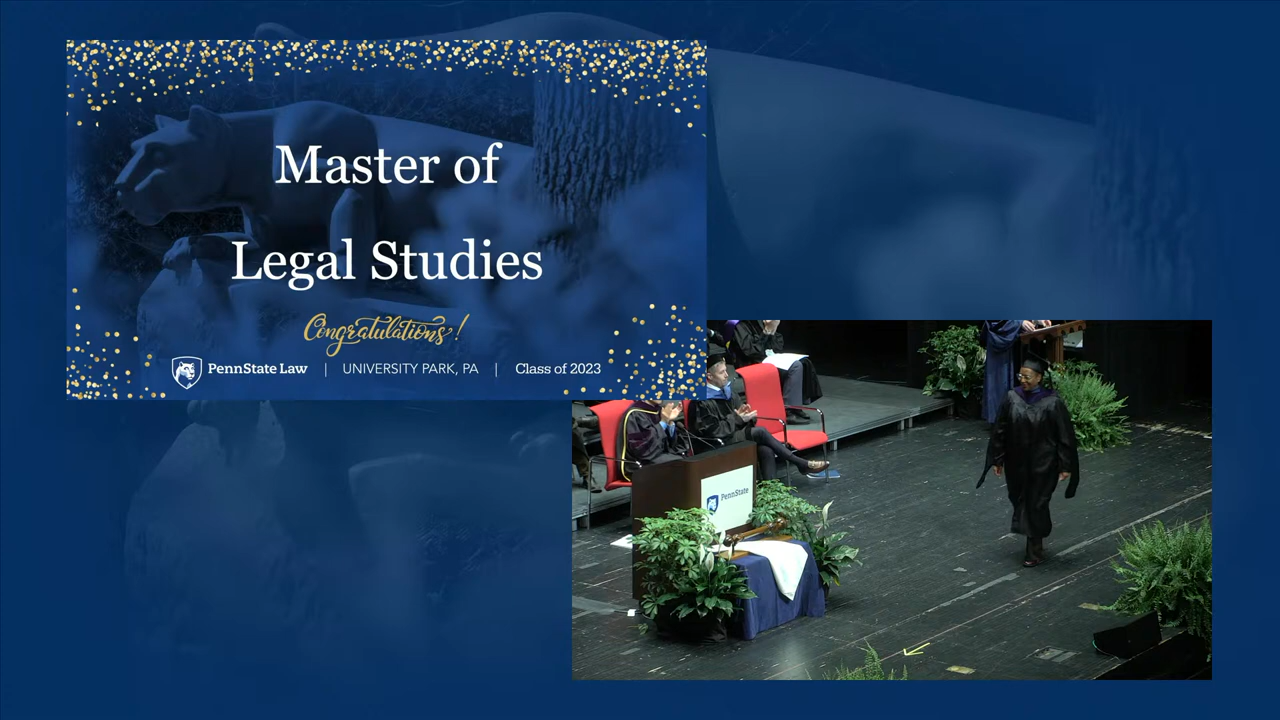 Master of
Legal Studies
Congratulations!
PennState Law | UNIVERSITY PARK, PA | Class of 2023
PennState